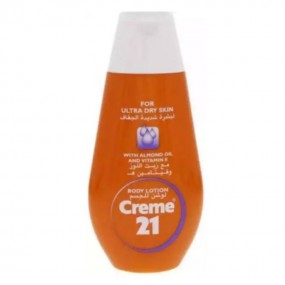 FOR
ULTRA DRY SKIN
لبشرة شديدة الجفاف
WITH ALMOND OIL
AND VITAMIN E
مع زيت اللوز
وفيتامين هـ
BODY LOTION
لوشن للجسم
Creme
21